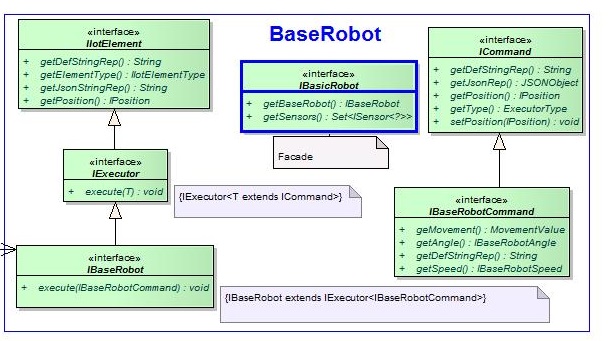 BaseRobot
«interface»
IIotElement
+ getDefStringRep() : String
+ getElementType() : IIotElementType
+ getJsonStringRep() : String
+ getPosition() : IPosition
«interface»
IBasicRobot
+ getBaseRobot() : IBaseRobot
+ getSensors() : Set<ISensor<?>>
Facade
«interface»
ICommand
+ getDefStringRep() : String
+ getJsonRep() : JSONObject
+ getPosition() : IPosition
+ getType() : ExecutorType
+ setPosition(IPosition) : void
«interface»
IExecutor
+ execute(T) : void
{IExecutor<T extends ICommand>}
«interface»
IBaseRobotCommand
+ geMovement() : MovementValue
+ getAngle() : IBaseRobotAngle
+ getDefStringRep() : String
+ getSpeed() : IBaseRobotSpeed
«interface»
IBaseRobot
+ execute(IBaseRobotCommand) : void
{IBaseRobot extends IExecutor<IBaseRobotCommand>}